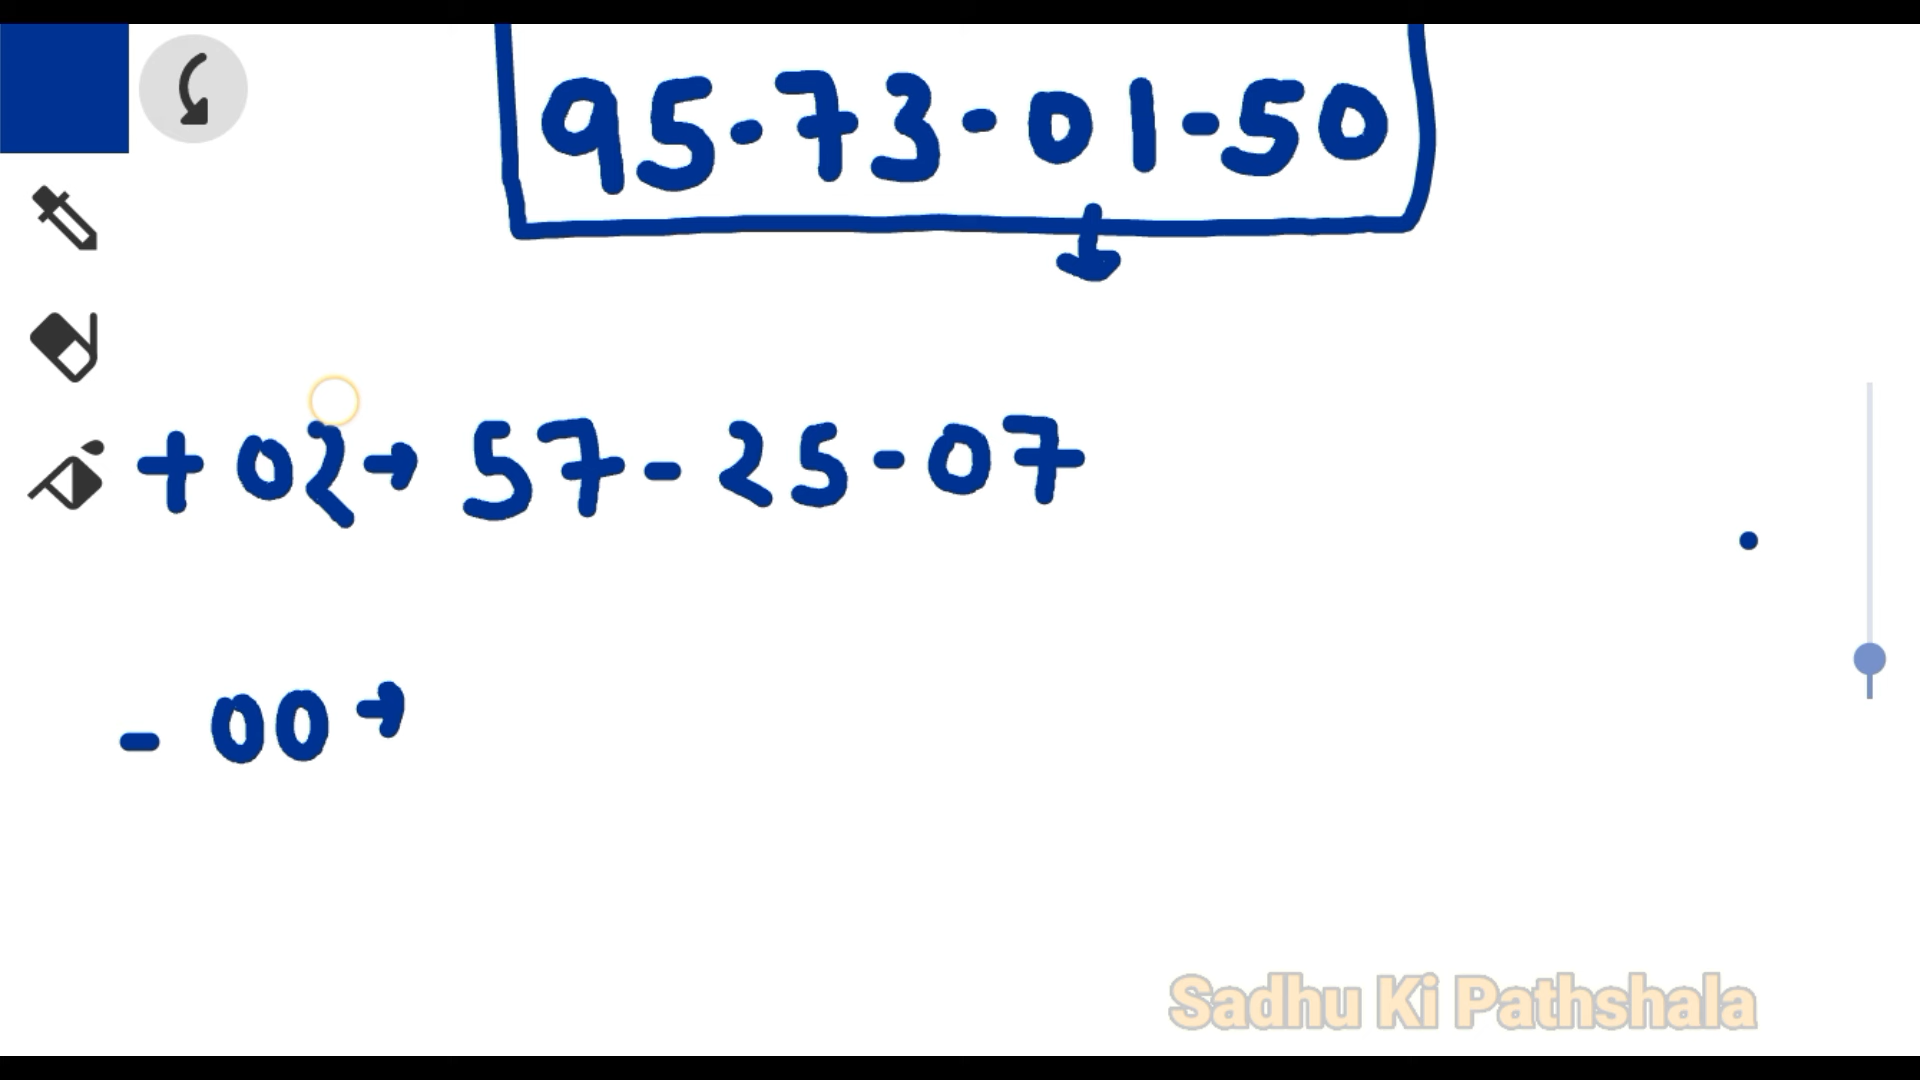 95-73-01-50
+ 02 → 57-25-07
- 00 →
Sadhu Ki Pathshala